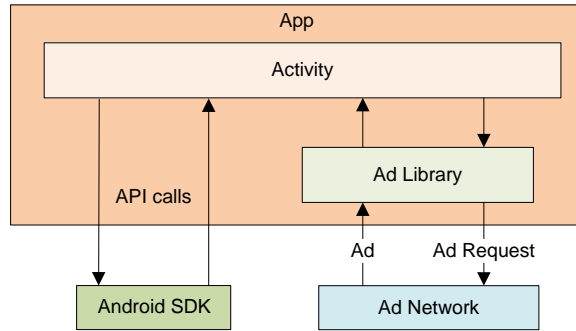 App
Activity
Ad Library
API calls
Ad
Ad Request
Android SDK
Ad Network